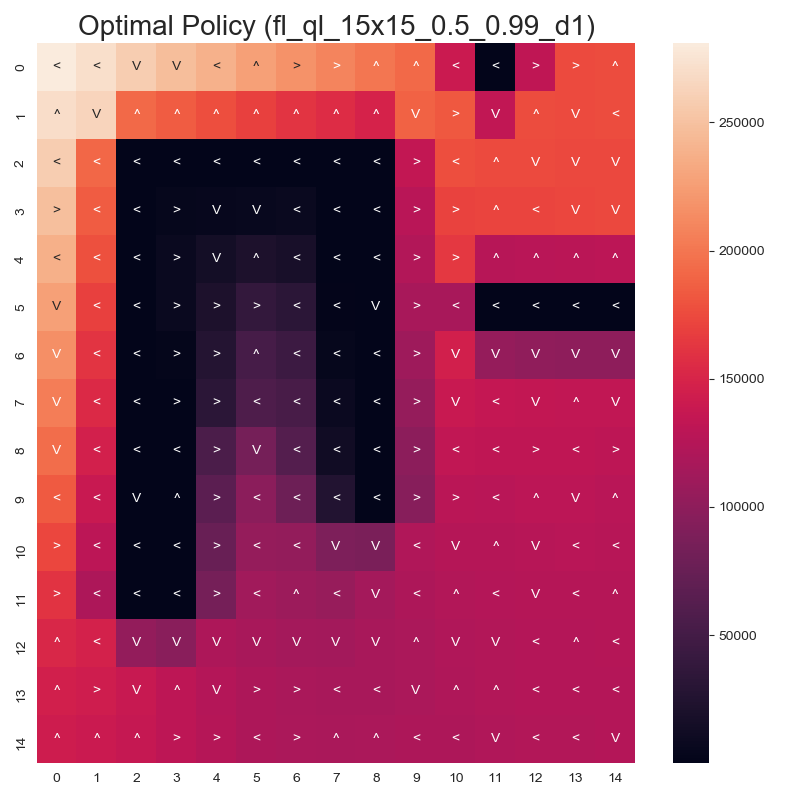 Optimal Policy (fl_ql_15x15_0.5_0.99_d1)
0 < < V V < ^ > > ^ ^ < < > > ^
1 ^ V ^ ^ ^ ^ ^ ^ ^ V > V ^ V <
2 < < < < < < < < < > < ^ V V V
3 > < < > V V < < < > > ^ < V V
4 < < < > V ^ < < < > > ^ ^ ^ ^
5 V < < > > > < < V > < < < < <
6 V < < > > ^ < < < > V V V V V
7 V < < > > < < < < > V < V ^ V
8 V < < < > V < < < > < < > < >
9 < < V ^ > < < < < > > < ^ V ^
10 > < < < > < < V V < V ^ V < <
11 > < < < > < ^ < V < ^ < V < ^
12 ^ < V V V V V V V ^ V V < ^ <
13 ^ > V ^ V > > < < V ^ ^ < < <
14 ^ ^ ^ > > < > ^ ^ < < V < < V
0 1 2 3 4 5 6 7 8 9 10 11 12 13 14
250000
200000
150000
100000
50000